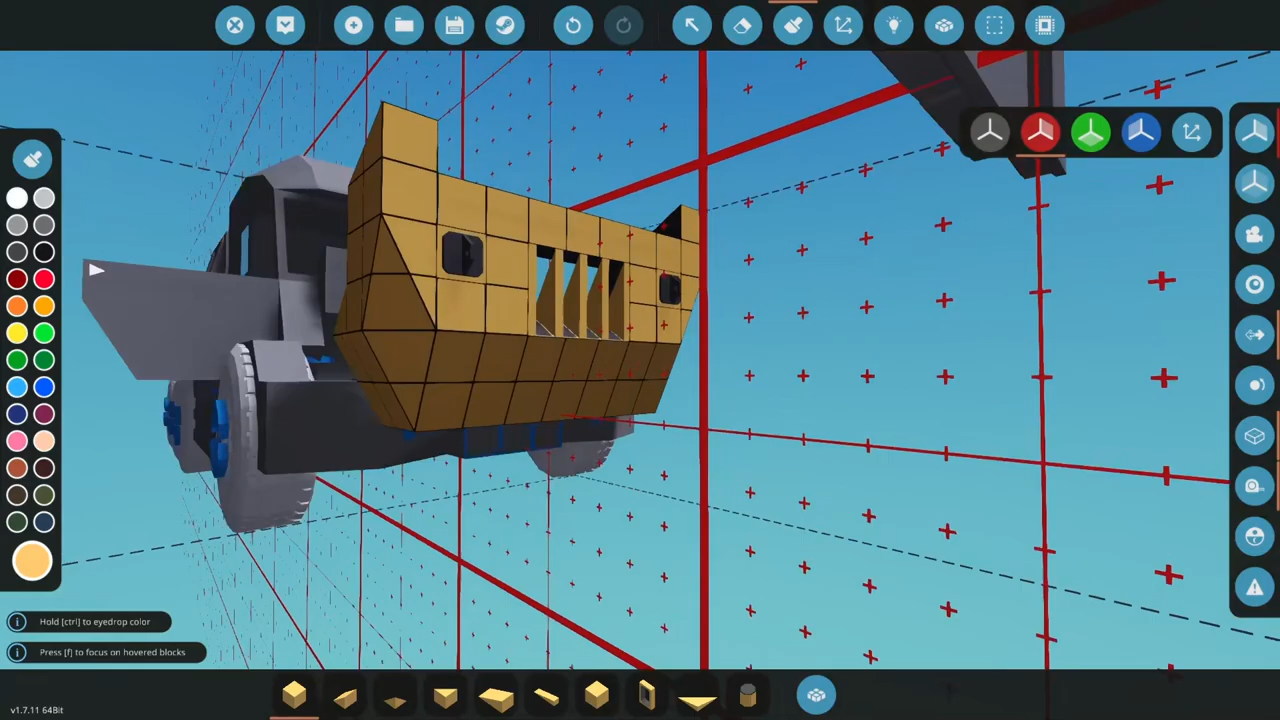 Hold [ctrl] to eyedrop color
Press [f] to focus on hovered blocks
v1.7.11 64Bit